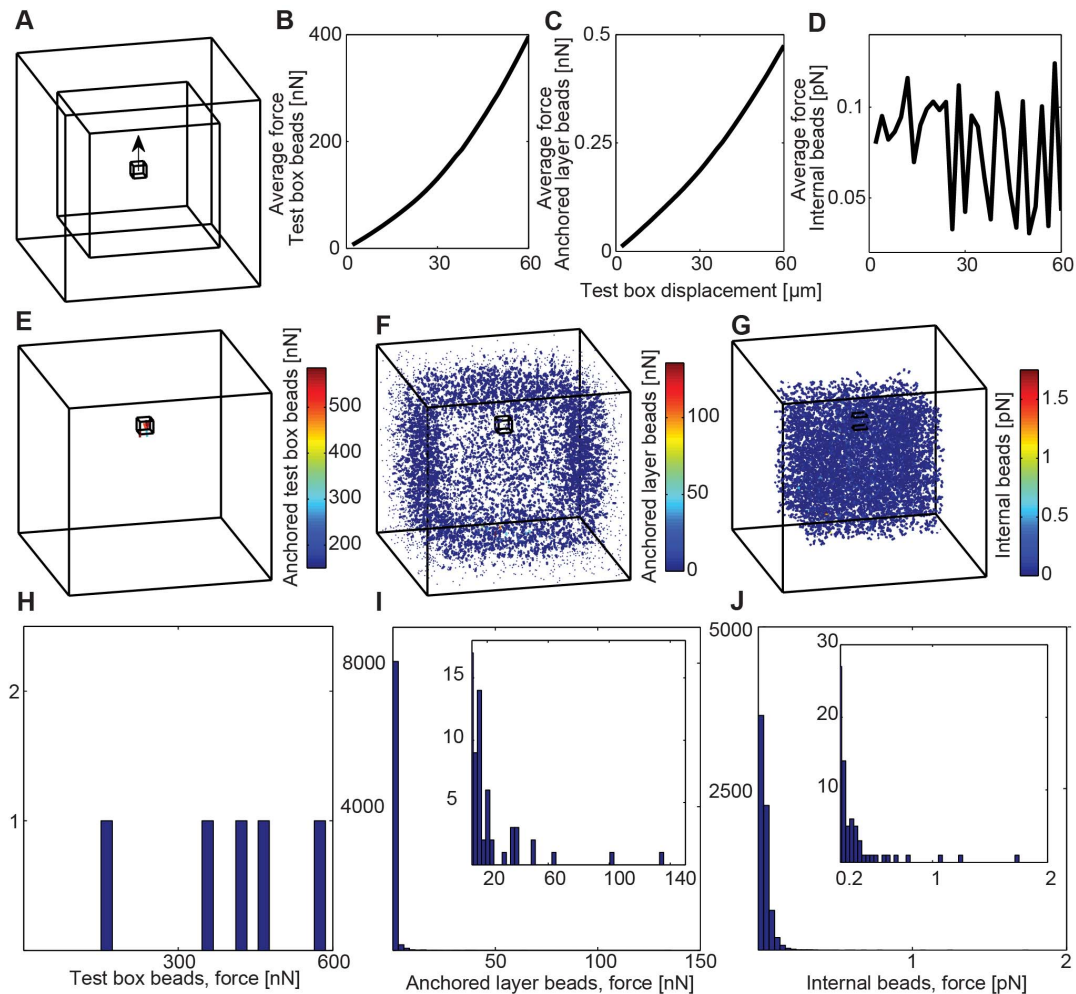 A
B
C
D
Average force
Test box beads [nN]
400
200
0
0
30
60
Average force
Anchored layer beads [nN]
0.5
0.25
0
0
30
60
Test box displacement [µm]
Average force
Internal beads [pN]
0.1
0.05
0
30
60
E
F
G
Anchored test box beads [nN]
500
400
300
200
Anchored layer beads [nN]
100
50
0
Internal beads [pN]
1.5
1
0.5
0
H
I
J
2
1
300
600
Test box beads, force [nN]
8000
4000
50
100
150
Anchored layer beads, force [nN]
15
10
5
20
60
100
140
5000
2500
1
2
Internal beads, force [pN]
30
20
10
0.2
1
2